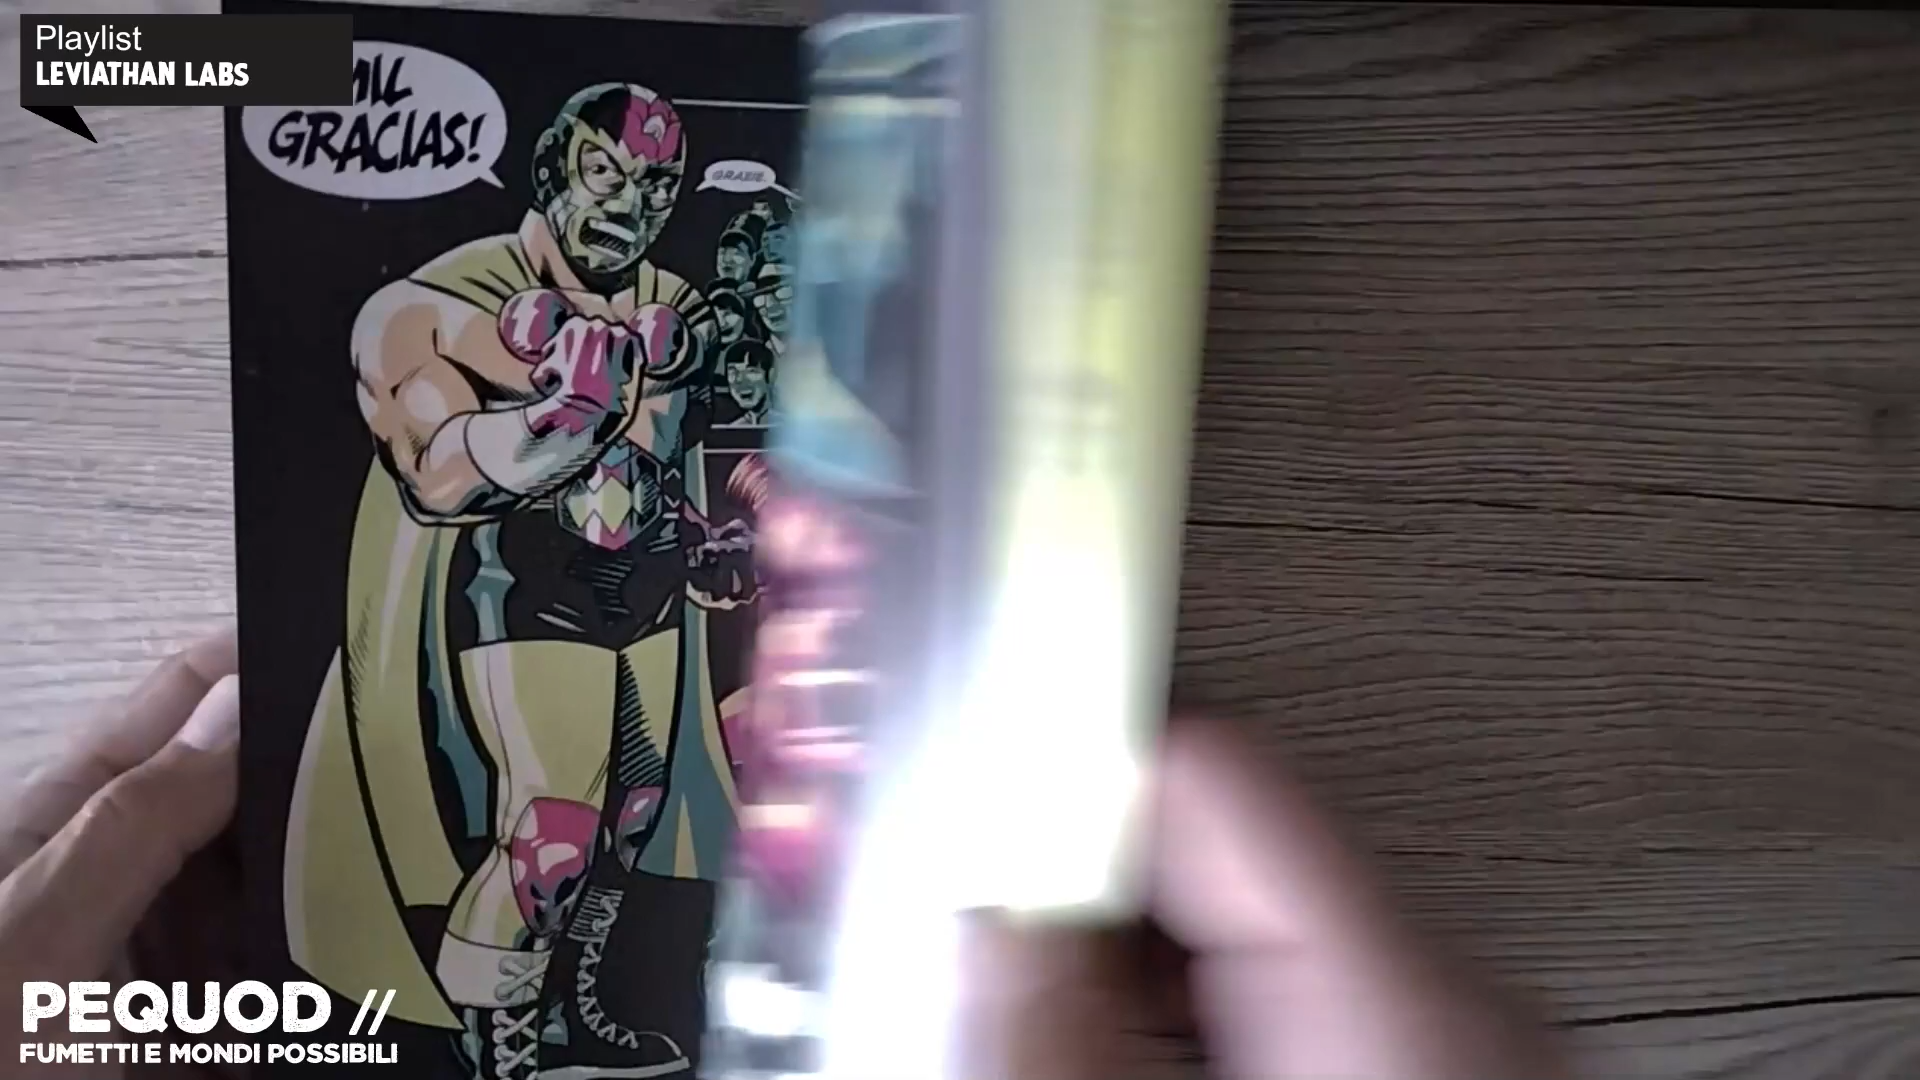 Playlist
LEVIATHAN LABS
MIL
GRACIAS!
GRAZIE.
PEQUOD //
FUMETTI E MONDI POSSIBILI